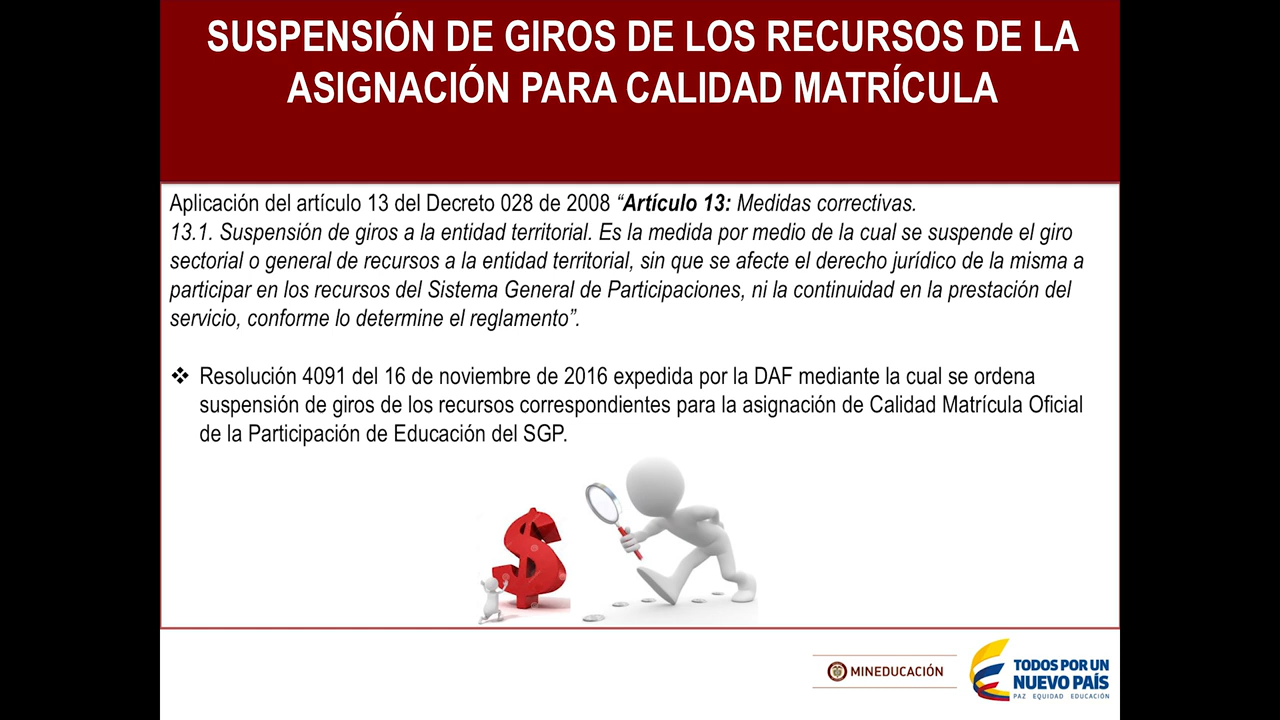 SUSPENSIÓN DE GIROS DE LOS RECURSOS DE LA
ASIGNACIÓN PARA CALIDAD MATRÍCULA
Aplicación del artículo 13 del Decreto 028 de 2008 “Artículo 13: Medidas correctivas.
13.1. Suspensión de giros a la entidad territorial. Es la medida por medio de la cual se suspende el giro
sectorial o general de recursos a la entidad territorial, sin que se afecte el derecho jurídico de la misma a
participar en los recursos del Sistema General de Participaciones, ni la continuidad en la prestación del
servicio, conforme lo determine el reglamento”.
❖ Resolución 4091 del 16 de noviembre de 2016 expedida por la DAF mediante la cual se ordena
suspensión de giros de los recursos correspondientes para la asignación de Calidad Matrícula Oficial
de la Participación de Educación del SGP.
$
MINEDUCACIÓN
TODOS POR UN
NUEVO PAÍS
PAZ EQUIDAD EDUCACIÓN